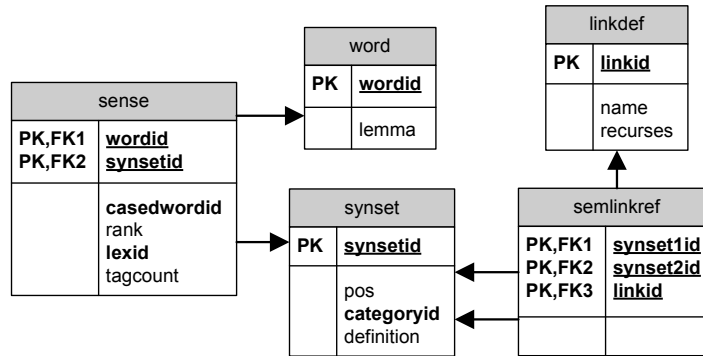 word
PK wordid
lemma
linkdef
PK linkid
name
recurses
sense
PK,FK1 wordid
PK,FK2 synsetid
casedwordid
rank
lexid
tagcount
synset
PK synsetid
pos
categoryid
definition
semlinkref
PK,FK1 synset1id
PK,FK2 synset2id
PK,FK3 linkid